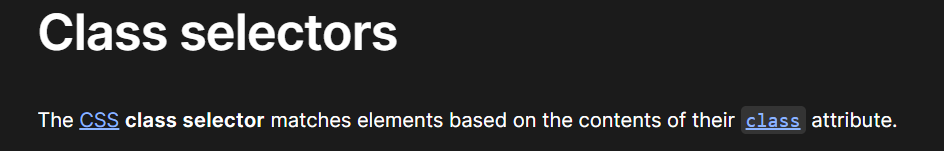 Class selectors
The CSS class selector matches elements based on the contents of their class attribute.